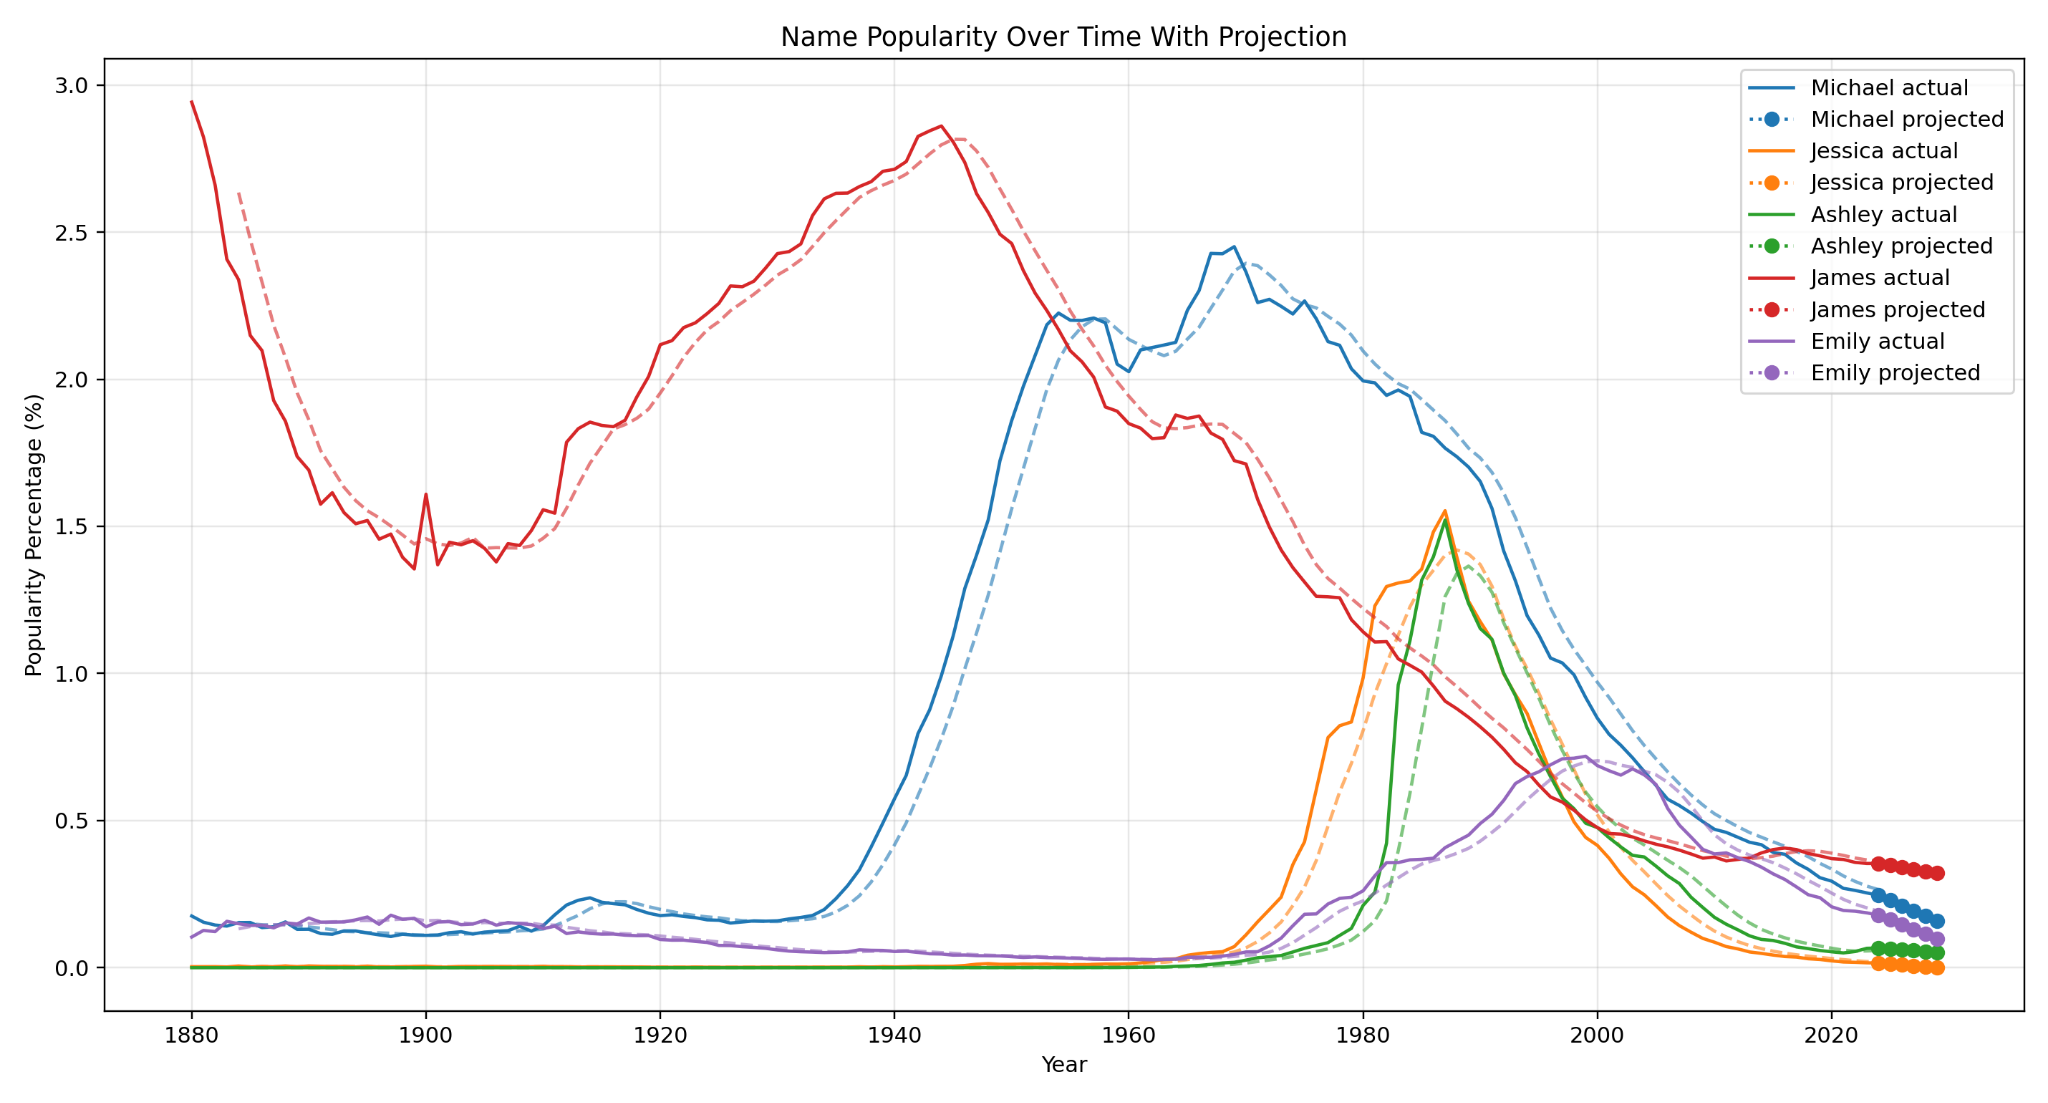 Name Popularity Over Time With Projection
3.0
2.5
2.0
1.5
1.0
0.5
0.0
Popularity Percentage (%)
1880
1900
1920
1940
1960
1980
2000
2020
Year
Michael actual
Michael projected
Jessica actual
Jessica projected
Ashley actual
Ashley projected
James actual
James projected
Emily actual
Emily projected